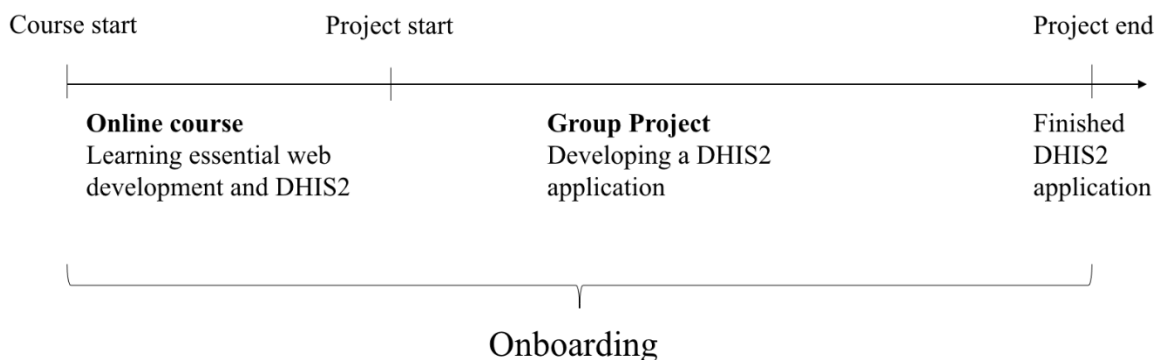 Course start
Project start
Project end
Online course
Learning essential web
development and DHIS2
Group Project
Developing a DHIS2
application
Finished
DHIS2
application
Onboarding